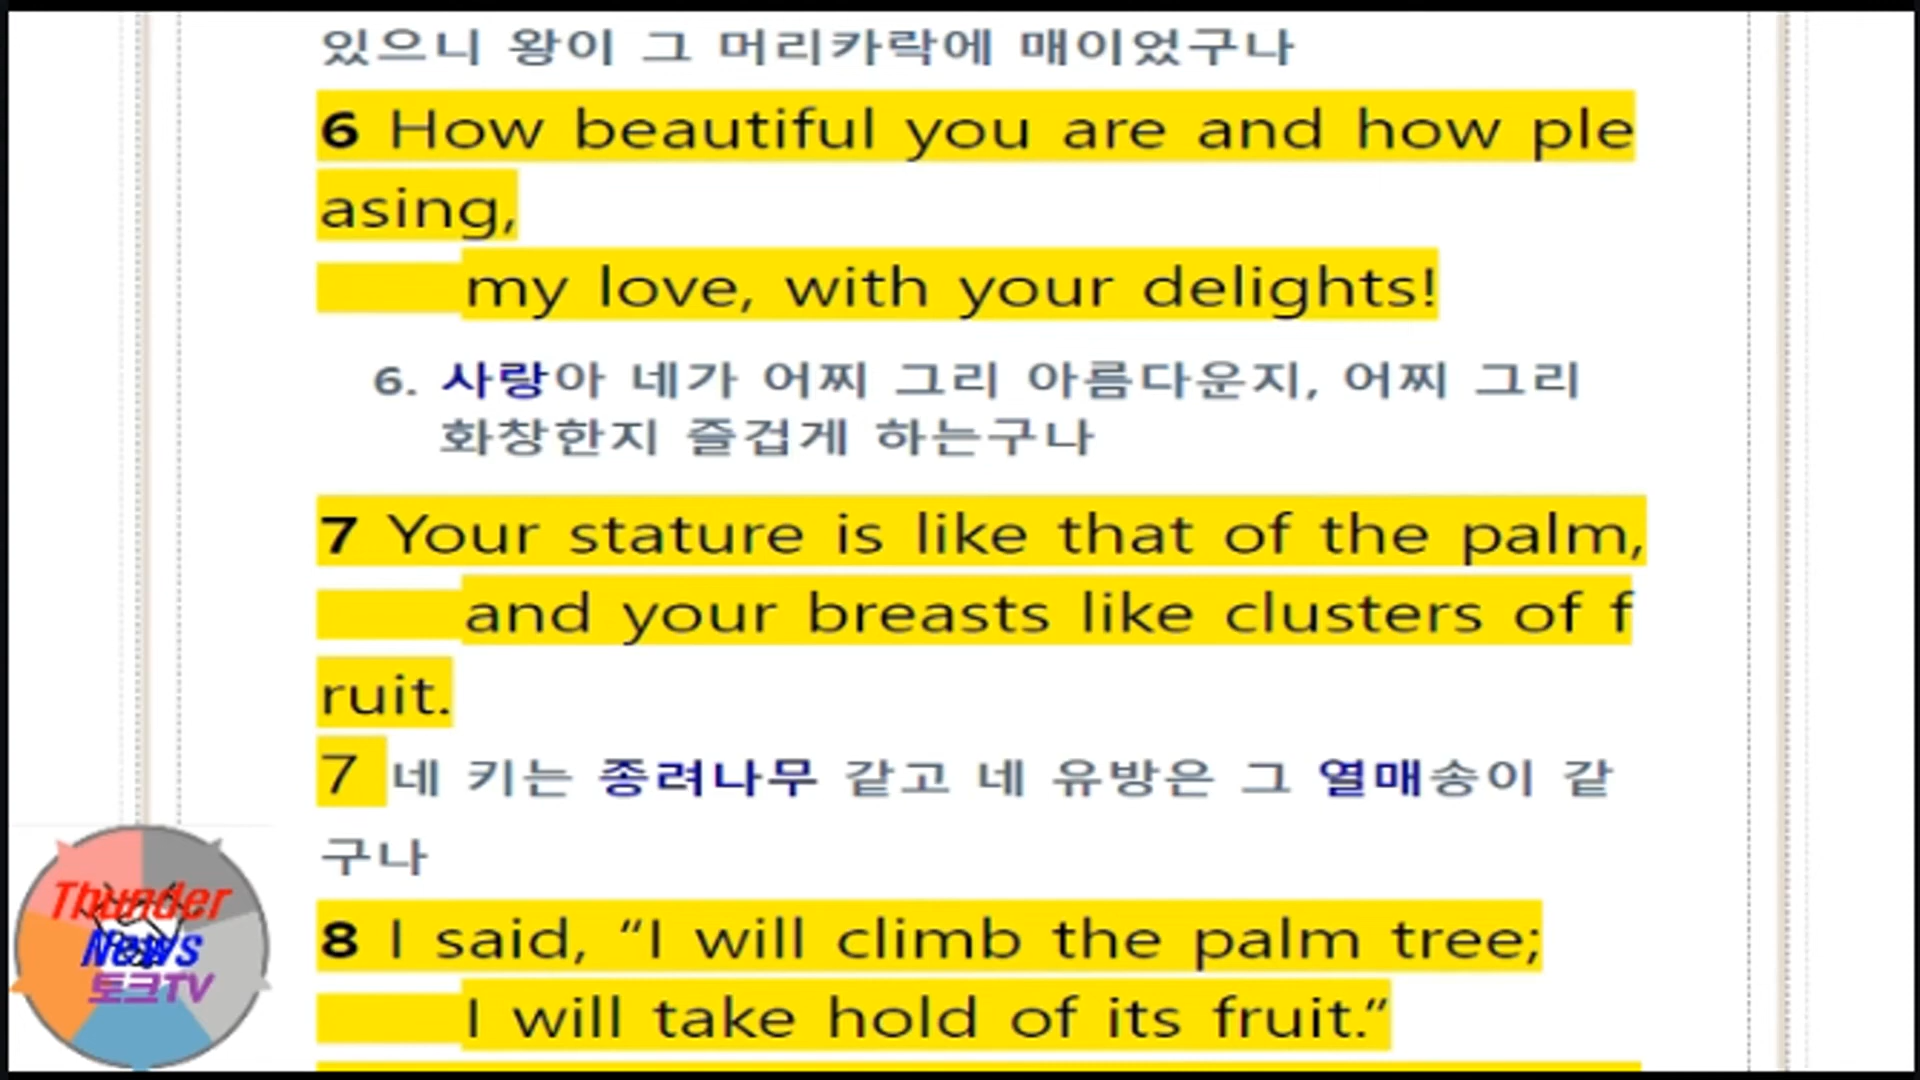 있으니 왕이 그 머리카락에 매이었구나
6 How beautiful you are and how ple
asing,
my love, with your delights!
6. 사랑아 네가 어찌 그리 아름다운지, 어찌 그리
화창한지 즐겁게 하는구나
7 Your stature is like that of the palm,
and your breasts like clusters of f
ruit.
7 네 키는 종려나무 같고 네 유방은 그 열매송이 같
구나
8 I said, “I will climb the palm tree;
I will take hold of its fruit.”
Thunder
News
토크TV